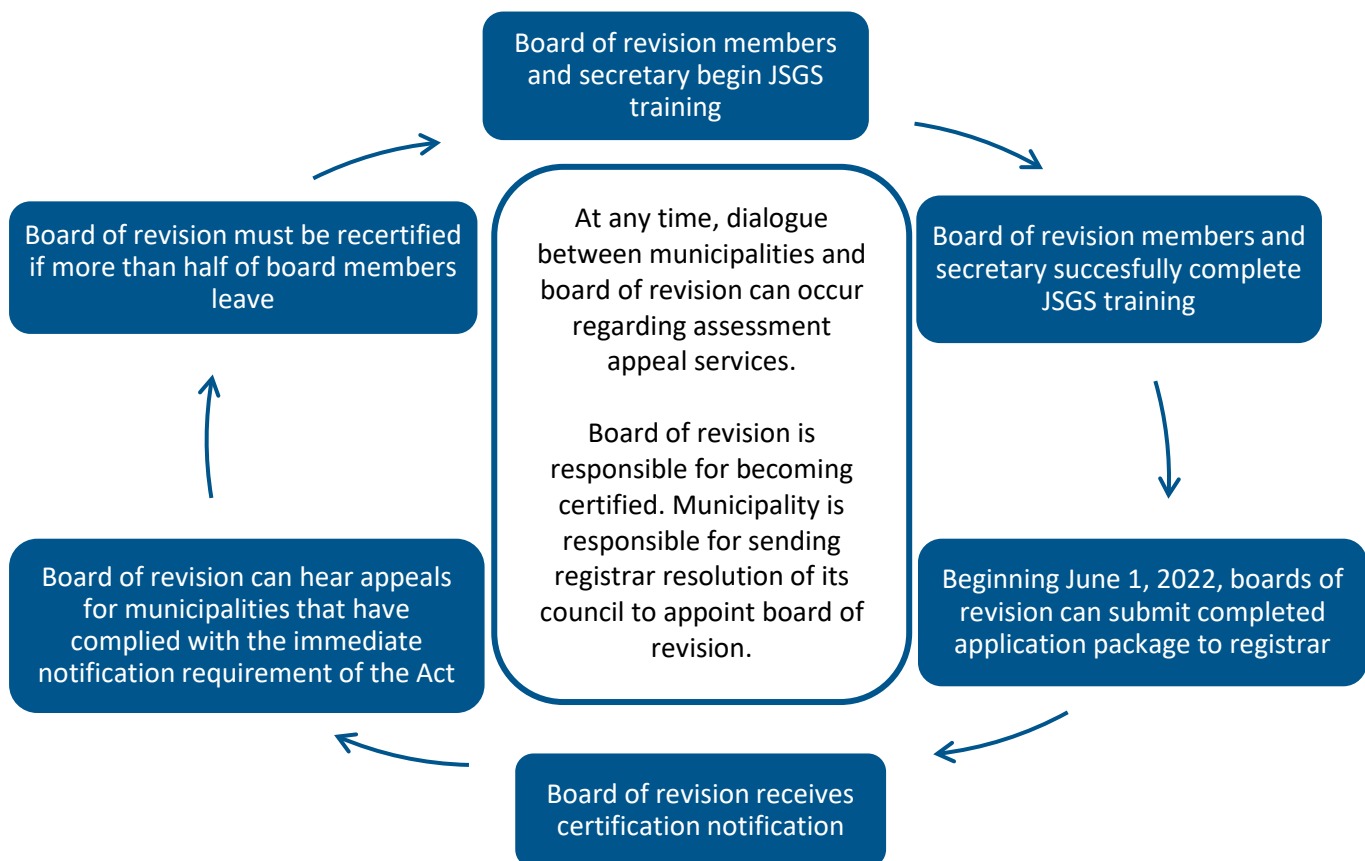 Board of revision members
and secretary begin JSGS
training
Board of revision members and
secretary succesfully complete
JSGS training
Beginning June 1, 2022, boards of
revision can submit completed
application package to registrar
Board of revision receives
certification notification
Board of revision can hear appeals
for municipalities that have
complied with the immediate
notification requirement of the Act
Board of revision must be recertified
if more than half of board members
leave
At any time, dialogue
between municipalities and
board of revision can occur
regarding assessment
appeal services.
Board of revision is
responsible for becoming
certified. Municipality is
responsible for sending
registrar resolution of its
council to appoint board of
revision.